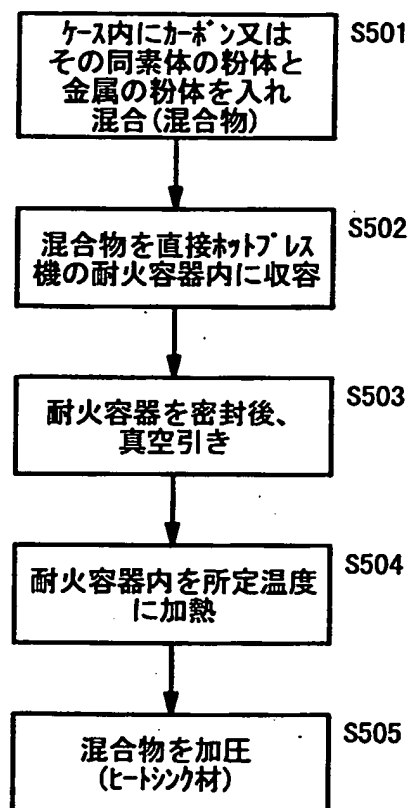 ケース内にカーボン又は
その同素体の粉体と
金属の粉体を入れ
混合(混合物)
S501
混合物を直接ホットプレス
機の耐火容器内に収容
S502
耐火容器を密封後、
真空引き
S503
耐火容器内を所定温度
に加熱
S504
混合物を加圧
(ヒートシンク材)
S505